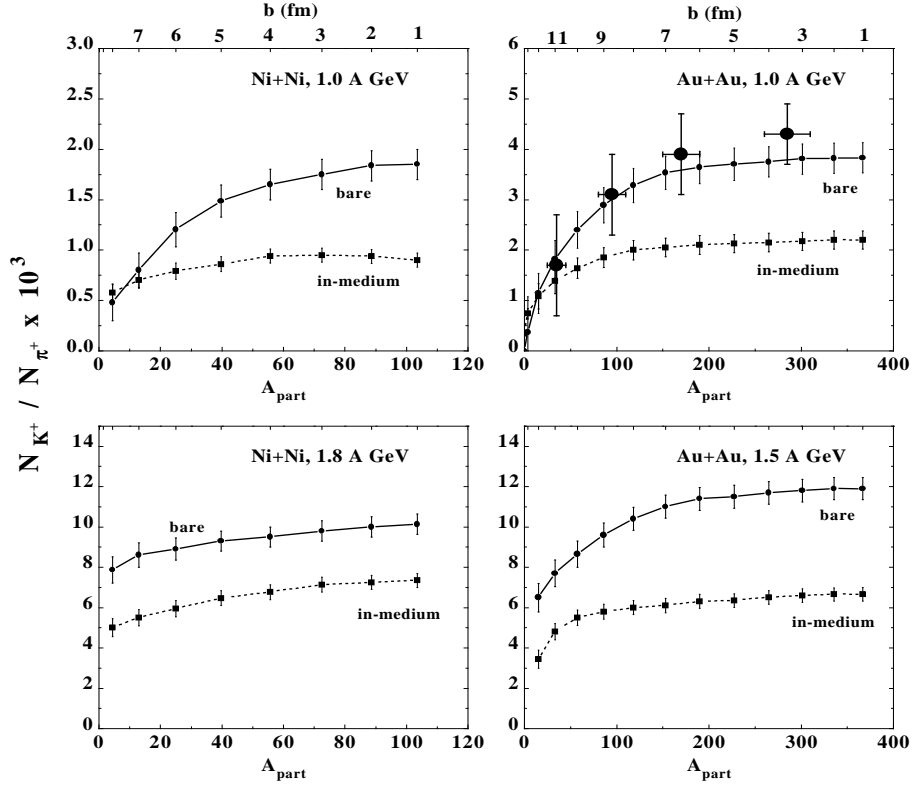 b (fm)
7 6 5 4 3 2 1
3.0
2.5
2.0
1.5
1.0
0.5
0.0
Ni+Ni, 1.0 A GeV
bare
in-medium
0 20 40 60 80 100 120
A_part
b (fm)
11 9 7 5 3 1
6
5
4
3
2
1
0
Au+Au, 1.0 A GeV
bare
in-medium
0 100 200 300 400
A_part
N_K^+ / N_π^+ x 10^3
14
12
10
8
6
4
2
0
Ni+Ni, 1.8 A GeV
bare
in-medium
0 20 40 60 80 100 120
A_part
14
12
10
8
6
4
2
0
Au+Au, 1.5 A GeV
bare
in-medium
0 100 200 300 400
A_part